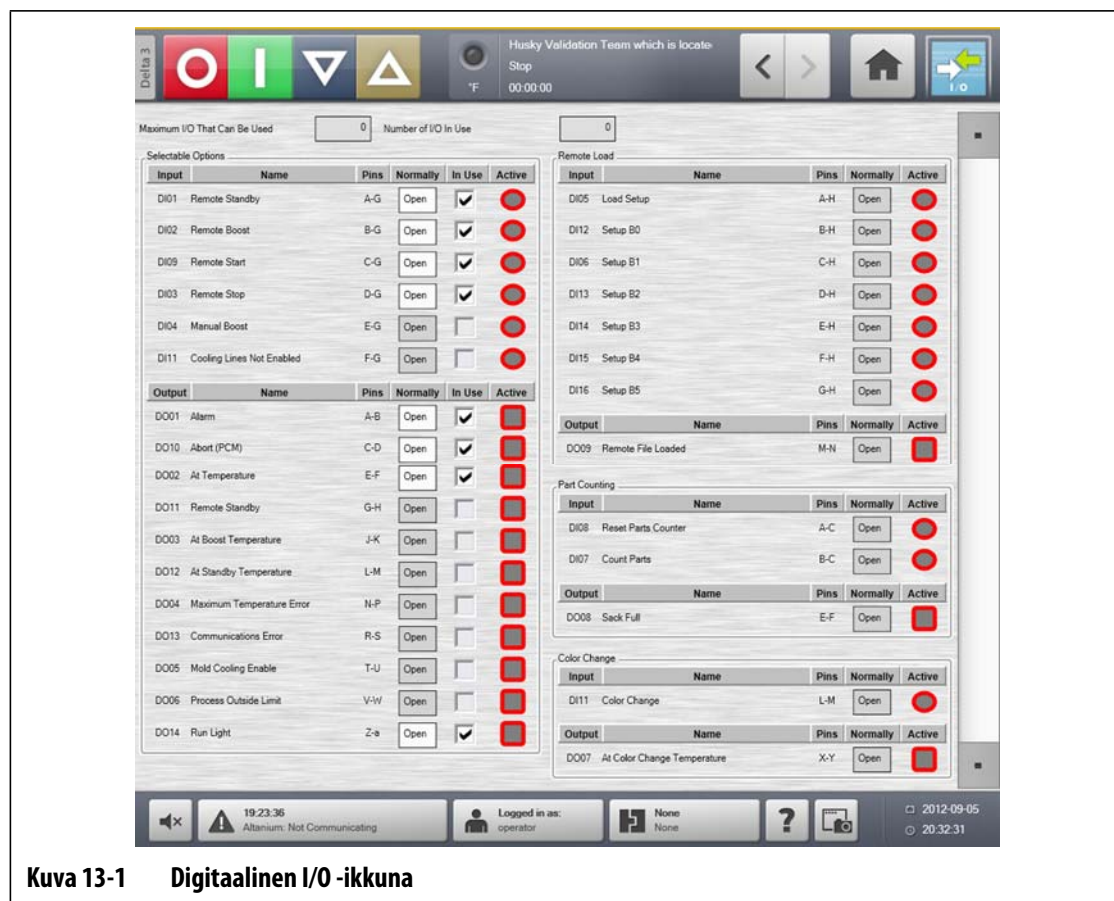 Delta 3
Husky Validation Team which is locate
Stop
°F 00:00:00
I/O
Maximum I/O That Can Be Used 0 Number of I/O In Use 0
Selectable Options
Input Name Pins Normally In Use Active
DI01 Remote Standby A-G Open
DI02 Remote Boost B-G Open
DI09 Remote Start C-G Open
DI03 Remote Stop D-G Open
DI04 Manual Boost E-G Open
DI11 Cooling Lines Not Enabled F-G Open
Output Name Pins Normally In Use Active
DO01 Alarm A-B Open
DO10 Abort (PCM) C-D Open
DO02 At Temperature E-F Open
DO11 Remote Standby G-H Open
DO03 At Boost Temperature J-K Open
DO12 At Standby Temperature L-M Open
DO04 Maximum Temperature Error N-P Open
DO13 Communications Error R-S Open
DO05 Mold Cooling Enable T-U Open
DO06 Process Outside Limit V-W Open
DO14 Run Light Z-a Open
Remote Load
Input Name Pins Normally Active
DI05 Load Setup A-H Open
DI12 Setup B0 B-H Open
DI06 Setup B1 C-H Open
DI13 Setup B2 D-H Open
DI14 Setup B3 E-H Open
DI15 Setup B4 F-H Open
DI16 Setup B5 G-H Open
Output Name Pins Normally Active
DO09 Remote File Loaded M-N Open
Part Counting
Input Name Pins Normally Active
DI08 Reset Parts Counter A-C Open
DI07 Count Parts B-C Open
Output Name Pins Normally Active
DO08 Sack Full E-F Open
Color Change
Input Name Pins Normally Active
DI11 Color Change L-M Open
Output Name Pins Normally Active
DO07 At Color Change Temperature X-Y Open
19:23:36
Altanium: Not Communicating
Logged in as:
operator
None
None
?
2012-09-05
20:32:31
Kuva 13-1 Digitaalinen I/O -ikkuna